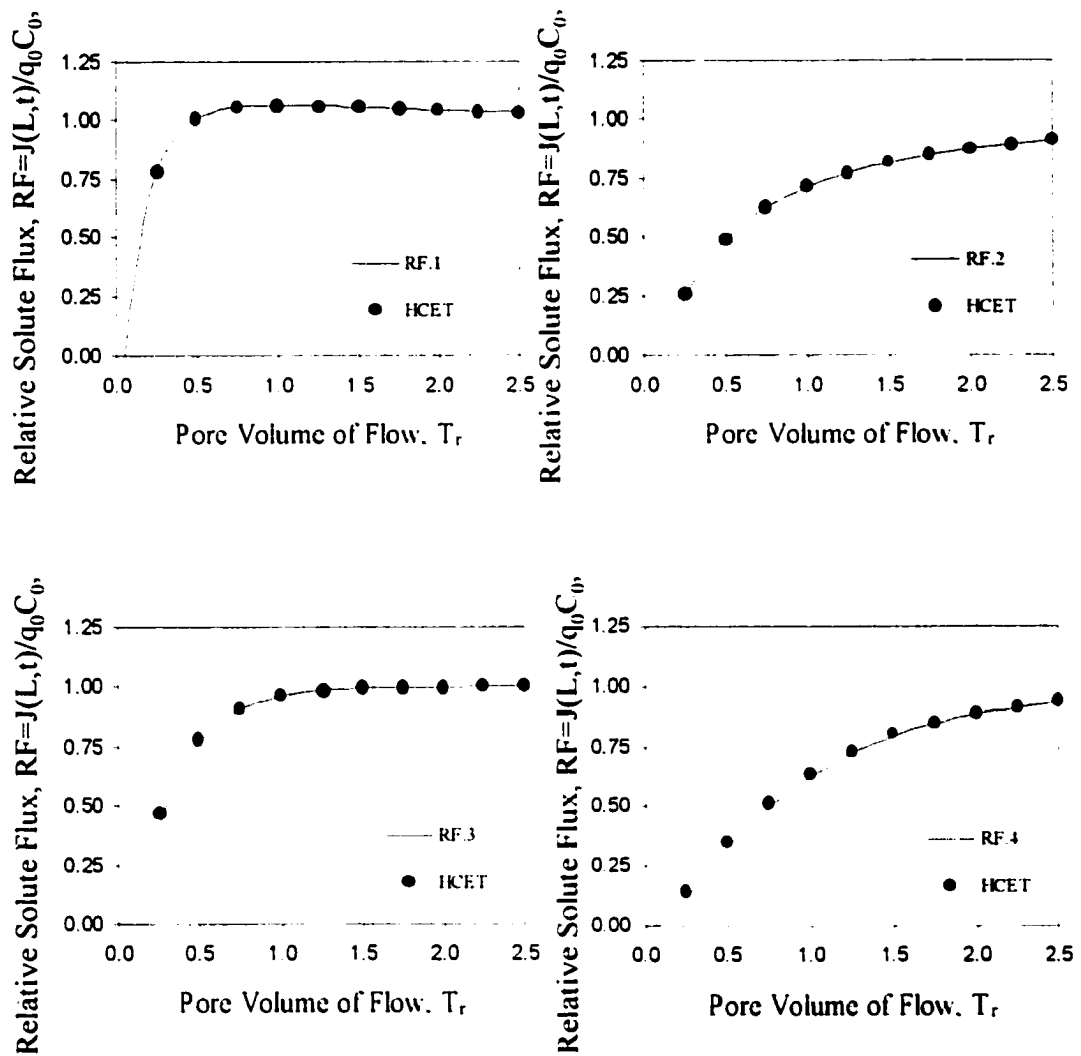 Relative Solute Flux, RF=J(L,t)/q₀C₀,
1.25
1.00
0.75
0.50
0.25
0.00
0.0 0.5 1.0 1.5 2.0 2.5
Pore Volume of Flow. Tᵣ
RF.1
HCET
Relative Solute Flux, RF=J(L,t)/q₀C₀,
1.25
1.00
0.75
0.50
0.25
0.00
0.0 0.5 1.0 1.5 2.0 2.5
Pore Volume of Flow. Tᵣ
RF.2
HCET
Relative Solute Flux, RF=J(L,t)/q₀C₀,
1.25
1.00
0.75
0.50
0.25
0.00
0.0 0.5 1.0 1.5 2.0 2.5
Pore Volume of Flow. Tᵣ
RF.3
HCET
Relative Solute Flux, RF=J(L,t)/q₀C₀,
1.25
1.00
0.75
0.50
0.25
0.00
0.0 0.5 1.0 1.5 2.0 2.5
Pore Volume of Flow. Tᵣ
RF.4
HCET